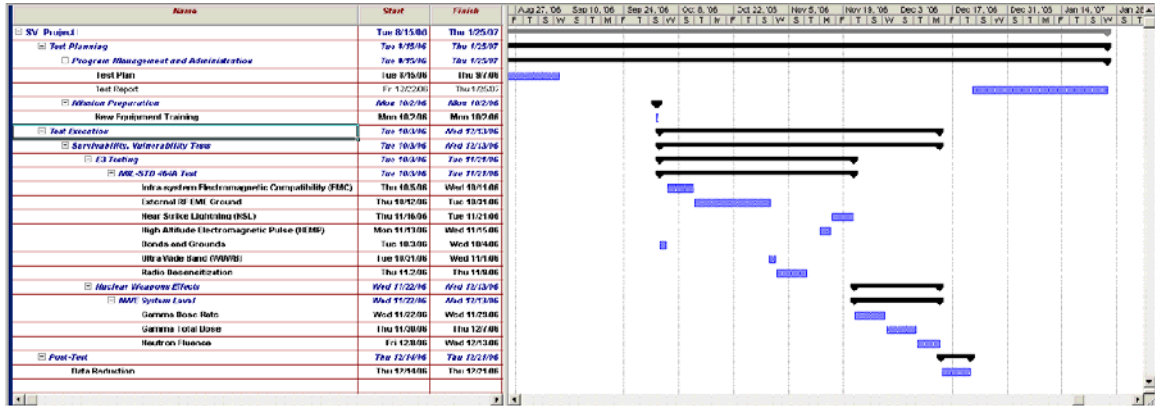 Name Start Finish Aug 27, '06 Sep 10, '06 Sep 24, '06 Oct 8, '06 Oct 22, '06 Nov 5, '06 Nov 19, '06 Dec 3, '06 Dec 17, '06 Dec 31, '06 Jan 14, '07 Jan 28
F T S W S T M F T S W S T M F T S W S T M F T S W S T M F T S W S T
SV Project Tue 8/15/06 Thu 1/25/07
Test Planning Tue 8/15/06 Thu 1/25/07
Program Management and Administration Tue 8/15/06 Thu 1/25/07
Test Plan Tue 8/15/06 Thu 9/7/06
Test Report Fri 12/22/06 Thu 1/25/07
Mission Preparation Mon 10/2/06 Mon 10/2/06
New Equipment Training Mon 10/2/06 Mon 10/2/06
Test Execution Tue 10/3/06 Wed 12/13/06
Survivability, Vulnerability Tests Tue 10/3/06 Wed 12/13/06
E3 Testing Tue 10/3/06 Tue 11/21/06
MIL-STD 464A Test Tue 10/3/06 Tue 11/21/06
Intra-system Electromagnetic Compatibility (EMC) Thu 10/5/06 Wed 10/11/06
External RF EME Ground Thu 10/12/06 Tue 10/31/06
Near Strike Lightning (NSL) Thu 11/16/06 Tue 11/21/06
High Altitude Electromagnetic Pulse (HEMP) Mon 11/13/06 Wed 11/15/06
Bonds and Grounds Tue 10/3/06 Wed 10/4/06
Ultra Wide Band Tue 10/31/06 Wed 11/1/06
Radio Desensitization Thu 11/2/06 Thu 11/9/06
Nuclear Weapons Effects Wed 11/22/06 Wed 12/13/06
NWE System Level Wed 11/22/06 Wed 12/13/06
Gamma Dose Rate Wed 11/22/06 Wed 11/29/06
Gamma Total Dose Thu 11/30/06 Thu 12/7/06
Neutron Fluence Fri 12/8/06 Wed 12/13/06
Post-Test Thu 12/14/06 Thu 12/21/06
Data Reduction Thu 12/14/06 Thu 12/21/06